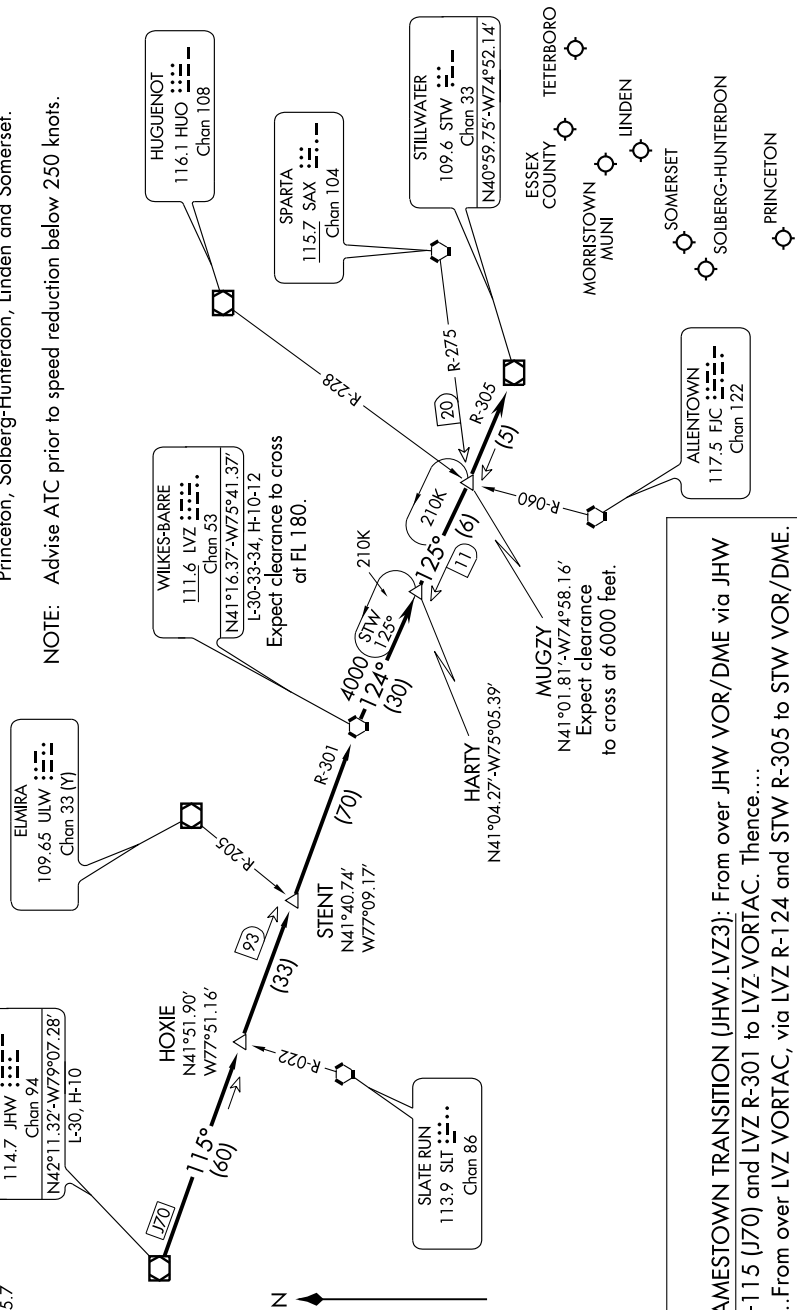 Princeton, Solberg-Hunterdon, Linden and Somerset.
NOTE: Advise ATC prior to speed reduction below 250 knots.
5.7
114.7 JHW
Chan 94
N42°11.32'-W79°07.28'
L-30, H-10
ELMIRA
109.65 ULW
Chan 33 (Y)
WILKES-BARRE
111.6 LVZ
Chan 53
N41°16.37'-W75°41.37'
L-30-33-34, H-10-12
Expect clearance to cross
at FL 180.
HUGUENOT
116.1 HUO
Chan 108
SPARTA
115.7 SAX
Chan 104
STILLWATER
109.6 STW
Chan 33
N40°59.75'-W74°52.14'
J70
115°
(60)
HOXIE
N41°51.90'
W77°51.16'
R-022
SLATE RUN
113.9 SLT
Chan 86
(33)
93
R-205
STENT
N41°40.74'
W77°09.17'
(70)
R-301
4000
124°
(30)
STW
125°
210K
HARTY
N41°04.27'-W75°05.39'
125°
(6)
11
210K
MUGZY
N41°01.81'-W74°58.16'
Expect clearance
to cross at 6000 feet.
R-228
R-275
20
R-305
(5)
R-060
ALLENTOWN
117.5 FJC
Chan 122
ESSEX
COUNTY
TETERBORO
MORRISTOWN
MUNI
LINDEN
SOMERSET
SOLBERG-HUNTERDON
PRINCETON
N
AMESTOWN TRANSITION (JHW.LVZ3): From over JHW VOR/DME via JHW
-115 (J70) and LVZ R-301 to LVZ VORTAC. Thence....
..From over LVZ VORTAC, via LVZ R-124 and STW R-305 to STW VOR/DME.